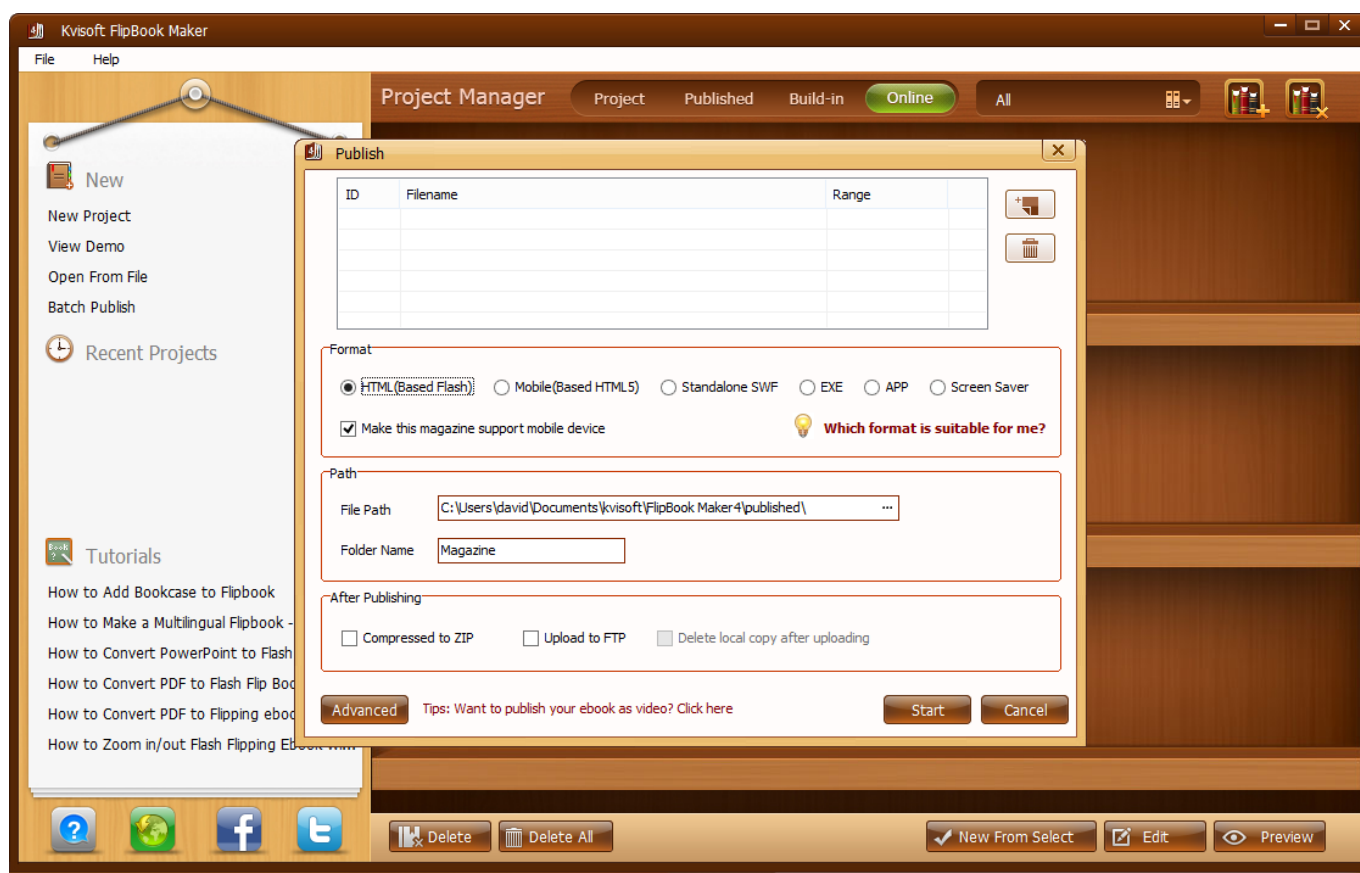 Kvisoft FlipBook Maker
File Help
Project Manager Project Published Build-in Online All
New
New Project
View Demo
Open From File
Batch Publish
Recent Projects
Tutorials
How to Add Bookcase to Flipbook
How to Make a Multilingual Flipbook -
How to Convert PowerPoint to Flash
How to Convert PDF to Flash Flip Boo
How to Convert PDF to Flipping eboo
How to Zoom in/out Flash Flipping
Publish
ID Filename Range
Format
HTML(Based Flash) Mobile(Based HTML5) Standalone SWF EXE APP Screen Saver
Make this magazine support mobile device Which format is suitable for me?
Path
File Path C:\Users\david\Documents\kvisoft\FlipBook Maker4\published\ ...
Folder Name Magazine
After Publishing
Compressed to ZIP Upload to FTP Delete local copy after uploading
Advanced Tips: Want to publish your ebook as video? Click here Start Cancel
Delete Delete All New From Select Edit Preview